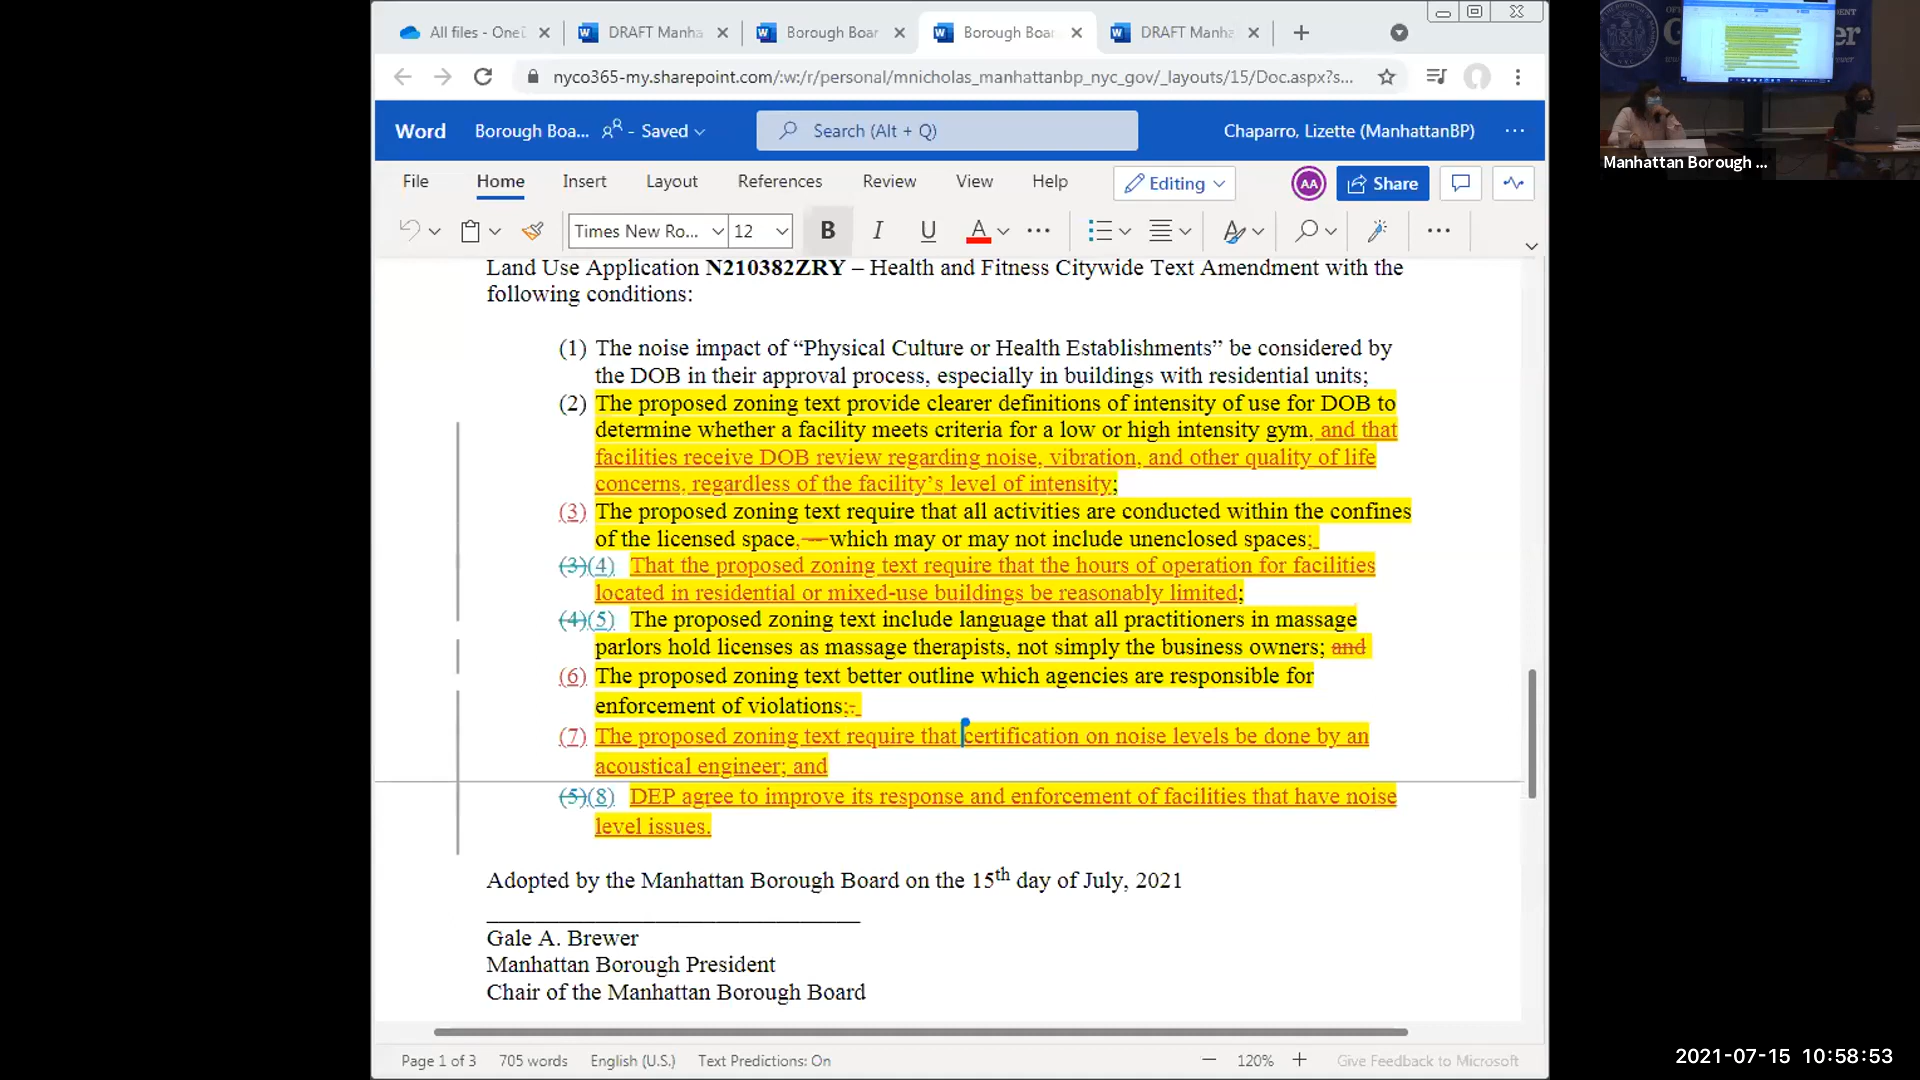 All files - One
DRAFT Manha
Borough Boar
Borough Boa
DRAFT Manha
nyco365-my.sharepoint.com/:w:/r/personal/mnicholas_manhattanbp_nyc_gov/_layouts/15/Doc.aspx?s...
Word
Borough Boa... - Saved
Search (Alt + Q)
Chaparro, Lizette (ManhattanBP)
File Home Insert Layout References Review View Help
Editing
AA
Share
Times New Ro... 12 B I U A
Land Use Application N210382ZRY – Health and Fitness Citywide Text Amendment with the
following conditions:
(1) The noise impact of “Physical Culture or Health Establishments” be considered by
the DOB in their approval process, especially in buildings with residential units;
(2) The proposed zoning text provide clearer definitions of intensity of use for DOB to
determine whether a facility meets criteria for a low or high intensity gym, and that
facilities receive DOB review regarding noise, vibration, and other quality of life
concerns, regardless of the facility’s level of intensity;
(3) The proposed zoning text require that all activities are conducted within the confines
of the licensed space, which may or may not include unenclosed spaces;
(3)(4) That the proposed zoning text require that the hours of operation for facilities
located in residential or mixed-use buildings be reasonably limited;
(4)(5) The proposed zoning text include language that all practitioners in massage
parlors hold licenses as massage therapists, not simply the business owners; and
(6) The proposed zoning text better outline which agencies are responsible for
enforcement of violations;.
(7) The proposed zoning text require that certification on noise levels be done by an
acoustical engineer; and
(5)(8) DEP agree to improve its response and enforcement of facilities that have noise
level issues.
Adopted by the Manhattan Borough Board on the 15th day of July, 2021
Gale A. Brewer
Manhattan Borough President
Chair of the Manhattan Borough Board
Page 1 of 3 705 words English (U.S.) Text Predictions: On
120%
Give Feedback to Microsoft
Manhattan Borough ...
2021-07-15 10:58:53